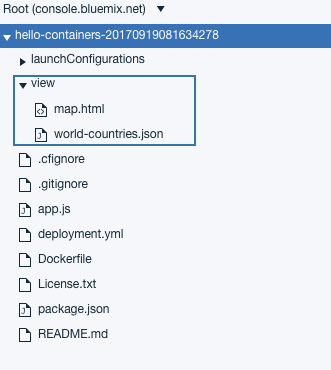 Root (console.bluemix.net)
hello-containers-20170919081634278
launchConfigurations
view
map.html
world-countries.json
.cfignore
.gitignore
app.js
deployment.yml
Dockerfile
License.txt
package.json
README.md